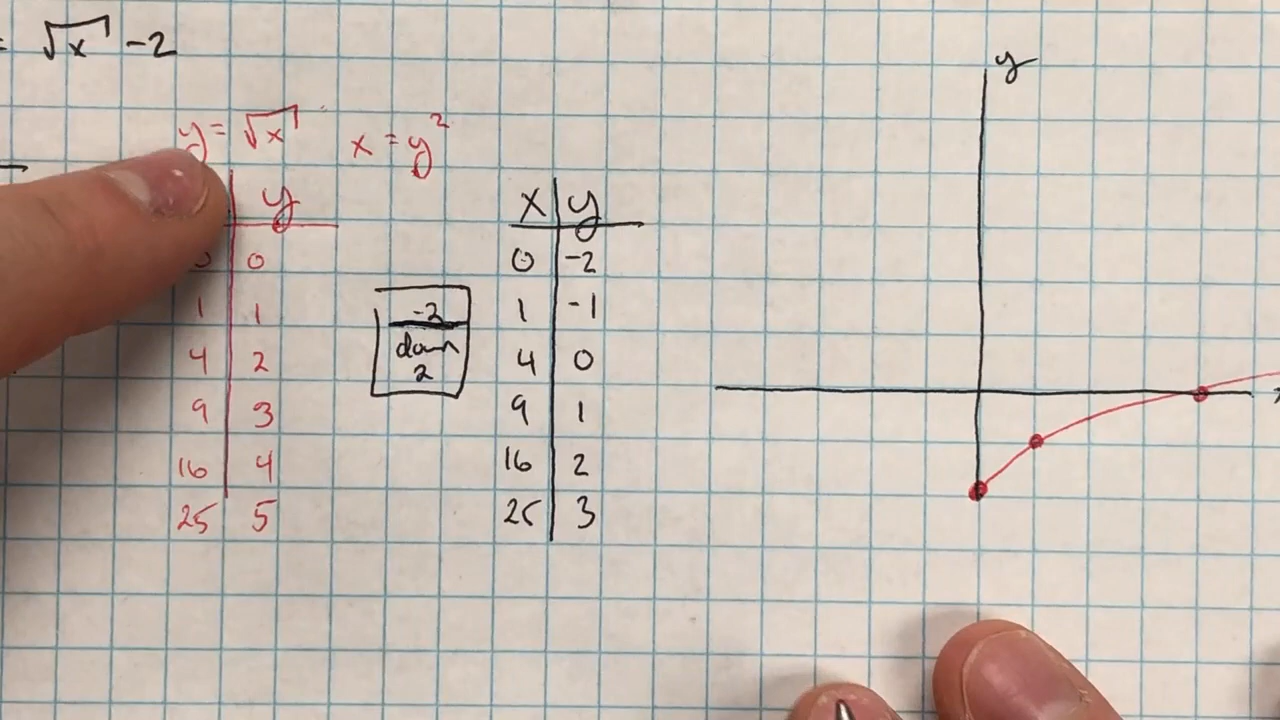 = √x - 2
y = √x x = y²
y
0 0
1 1
4 2
9 3
16 4
25 5
-2
down
2
x y
0 -2
1 -1
4 0
9 1
16 2
25 3
y